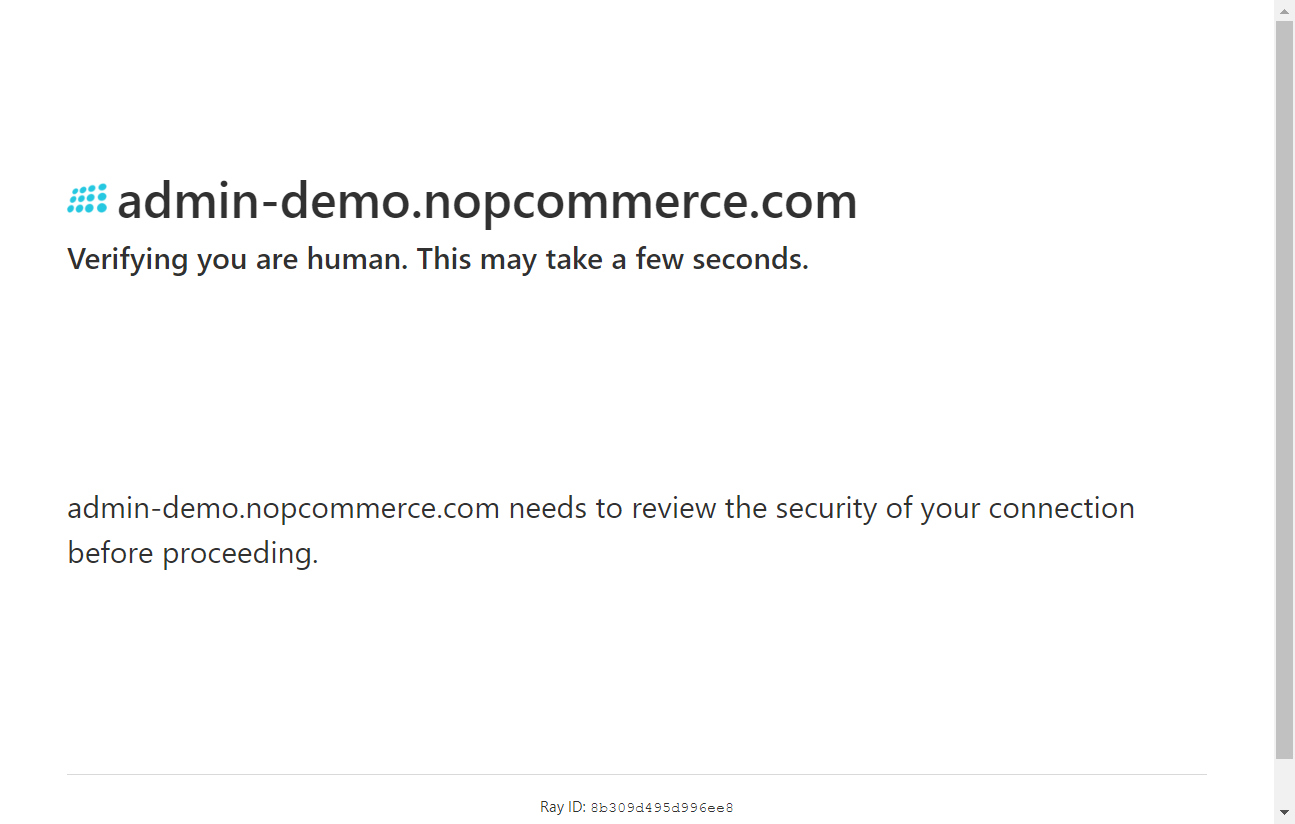 admin-demo.nopcommerce.com
Verifying you are human. This may take a few seconds.
admin-demo.nopcommerce.com needs to review the security of your connection
before proceeding.
Ray ID: 8b309d495d996ee8